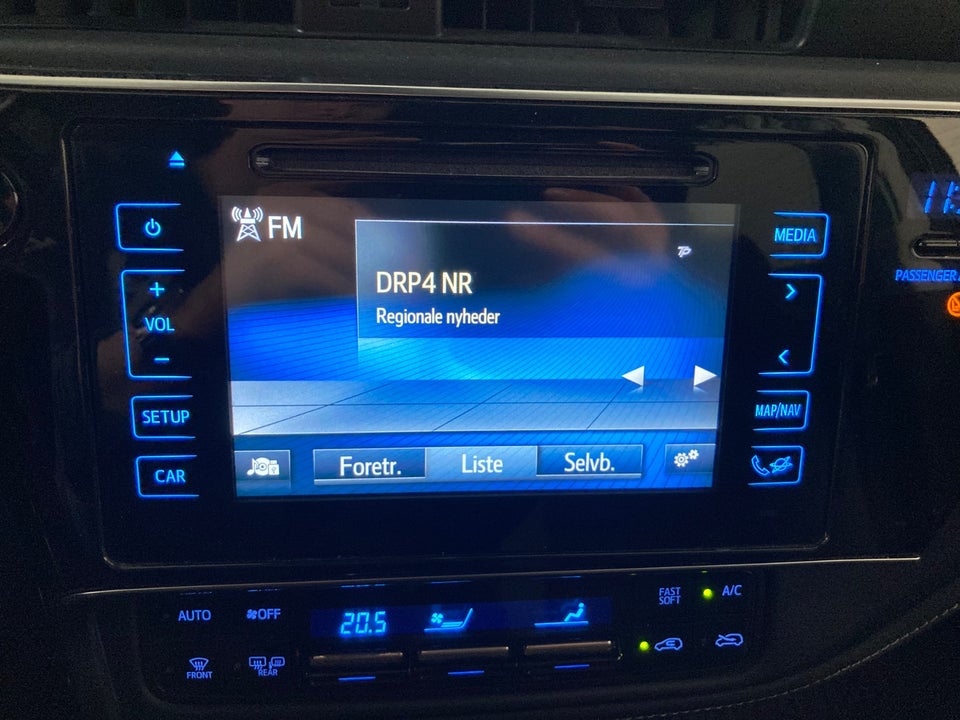 FM
MEDIA
DRP4 NR
Regionale nyheder
+
VOL
-
PASSENGER
SETUP
MAP/NAV
CAR
Foretr.
Liste
Selvb.
AUTO
OFF
20.5
FAST
SOFT
A/C
FRONT
REAR